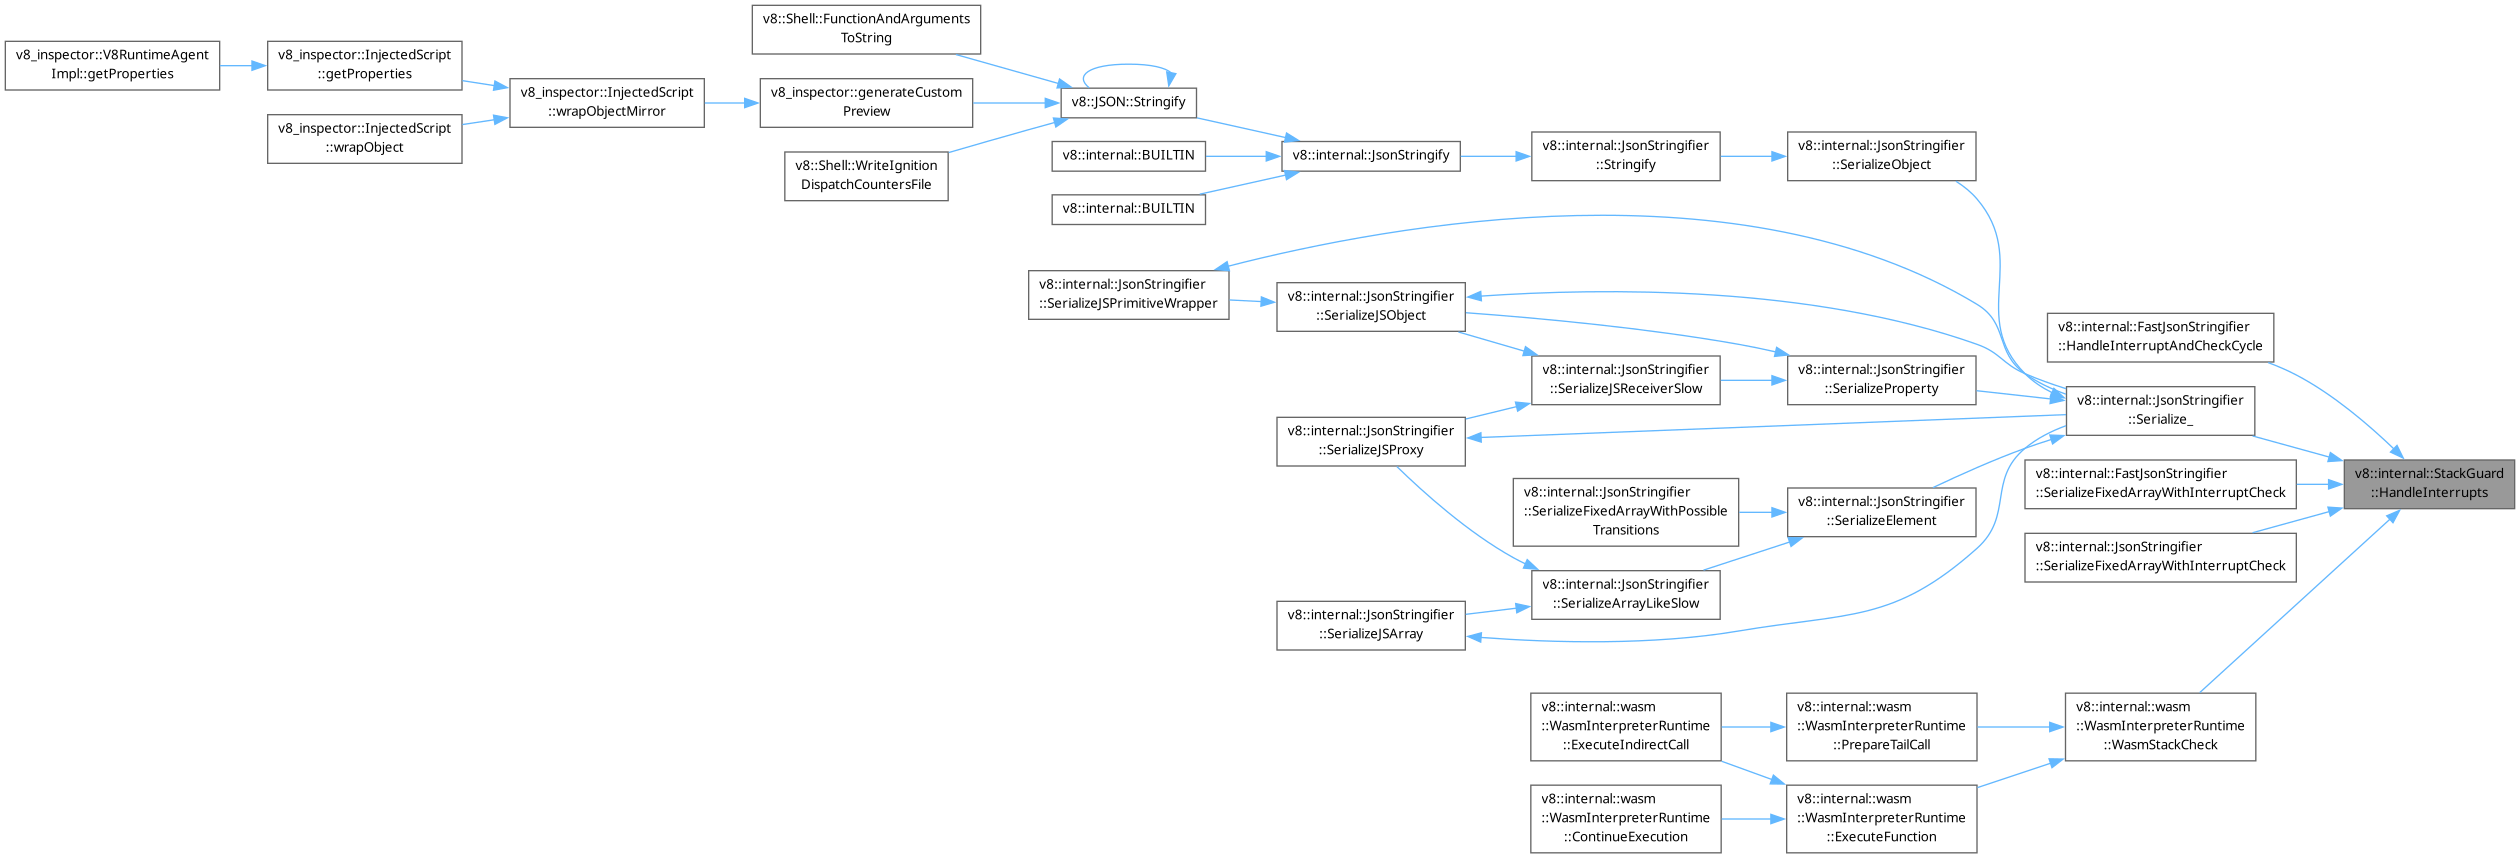 v8::Shell::FunctionAndArguments
ToString
v8_inspector::V8RuntimeAgent
Impl::getProperties
v8_inspector::InjectedScript
::getProperties
v8_inspector::InjectedScript
::wrapObjectMirror
v8_inspector::generateCustom
Preview
v8::JSON::Stringify
v8_inspector::InjectedScript
::wrapObject
v8::Shell::WriteIgnition
DispatchCountersFile
v8::internal::BUILTIN
v8::internal::BUILTIN
v8::internal::JsonStringify
v8::internal::JsonStringifier
::Stringify
v8::internal::JsonStringifier
::SerializeObject
v8::internal::JsonStringifier
::SerializeJSPrimitiveWrapper
v8::internal::JsonStringifier
::SerializeJSObject
v8::internal::JsonStringifier
::SerializeJSReceiverSlow
v8::internal::JsonStringifier
::SerializeProperty
v8::internal::FastJsonStringifier
::HandleInterruptAndCheckCycle
v8::internal::JsonStringifier
::Serialize_
v8::internal::JsonStringifier
::SerializeJSProxy
v8::internal::JsonStringifier
::SerializeFixedArrayWithPossible
Transitions
v8::internal::JsonStringifier
::SerializeElement
v8::internal::FastJsonStringifier
::SerializeFixedArrayWithInterruptCheck
v8::internal::StackGuard
::HandleInterrupts
v8::internal::JsonStringifier
::SerializeFixedArrayWithInterruptCheck
v8::internal::JsonStringifier
::SerializeArrayLikeSlow
v8::internal::JsonStringifier
::SerializeJSArray
v8::internal::wasm
::WasmInterpreterRuntime
::ExecuteIndirectCall
v8::internal::wasm
::WasmInterpreterRuntime
::PrepareTailCall
v8::internal::wasm
::WasmInterpreterRuntime
::WasmStackCheck
v8::internal::wasm
::WasmInterpreterRuntime
::ContinueExecution
v8::internal::wasm
::WasmInterpreterRuntime
::ExecuteFunction